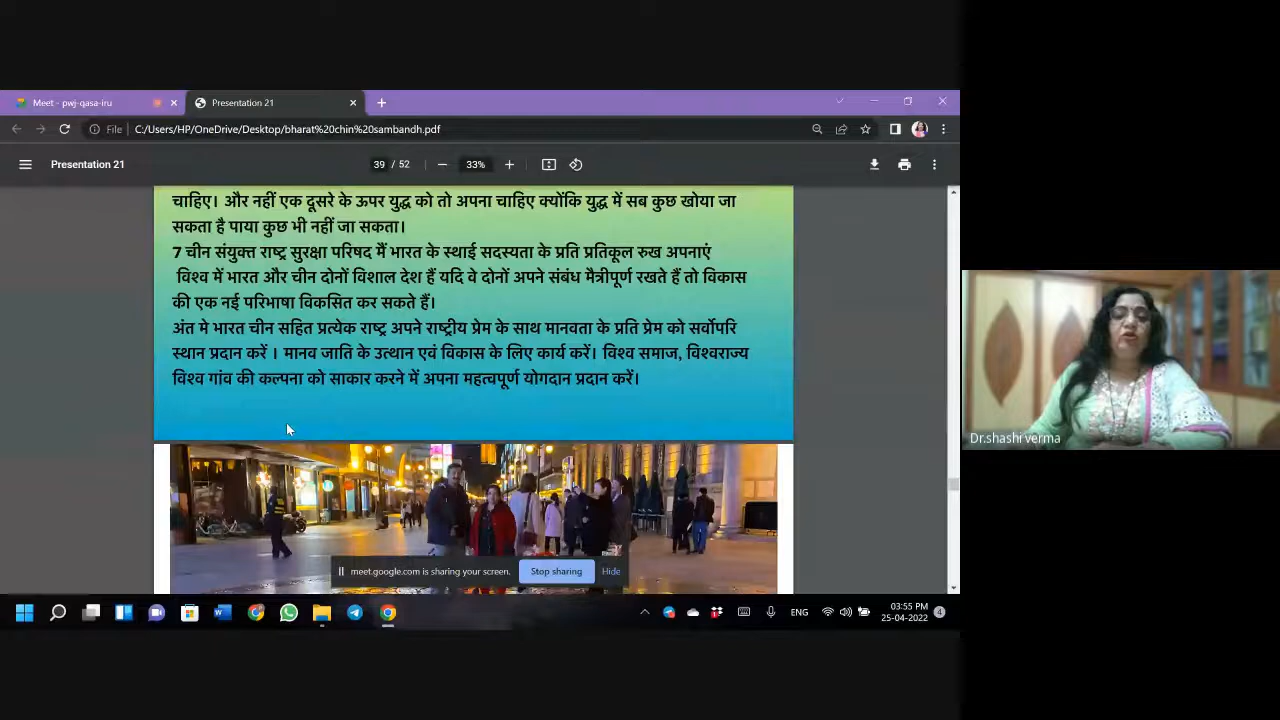 Meet - pwj-qasa-iru
Presentation 21
File C:/Users/HP/OneDrive/Desktop/bharat%20chin%20sambandh.pdf
Presentation 21 39 / 52 33%
चाहिए। और नहीं एक दूसरे के ऊपर युद्ध को तो अपना चाहिए क्योंकि युद्ध में सब कुछ खोया जा
सकता है पाया कुछ भी नहीं जा सकता।
7 चीन संयुक्त राष्ट्र सुरक्षा परिषद मैं भारत के स्थाई सदस्यता के प्रति प्रतिकूल रुख अपनाएं
विश्व में भारत और चीन दोनों विशाल देश हैं यदि वे दोनों अपने संबंध मैत्रीपूर्ण रखते हैं तो विकास
की एक नई परिभाषा विकसित कर सकते हैं।
अंत मे भारत चीन सहित प्रत्येक राष्ट्र अपने राष्ट्रीय प्रेम के साथ मानवता के प्रति प्रेम को सर्वोपरि
स्थान प्रदान करें । मानव जाति के उत्थान एवं विकास के लिए कार्य करें। विश्व समाज, विश्वराज्य
विश्व गांव की कल्पना को साकार करने में अपना महत्वपूर्ण योगदान प्रदान करें।
Dr.shashi verma
meet.google.com is sharing your screen. Stop sharing Hide
ENG 03:55 PM
25-04-2022 4